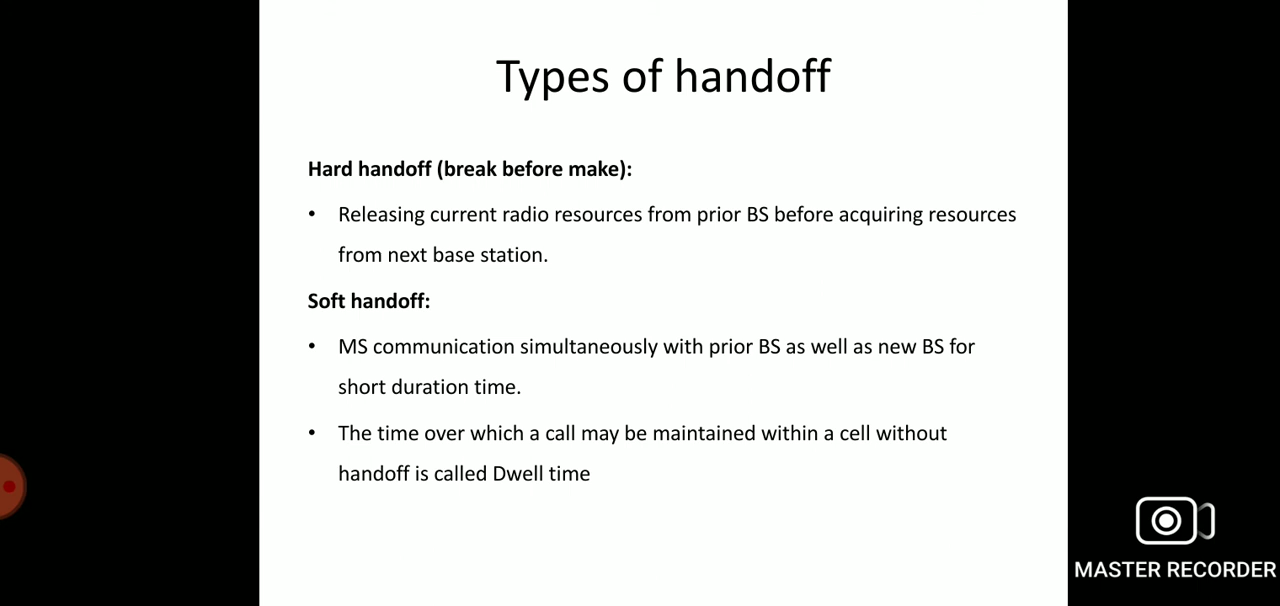 Types of handoff
Hard handoff (break before make):
• Releasing current radio resources from prior BS before acquiring resources
from next base station.
Soft handoff:
• MS communication simultaneously with prior BS as well as new BS for
short duration time.
• The time over which a call may be maintained within a cell without
handoff is called Dwell time
MASTER RECORDER